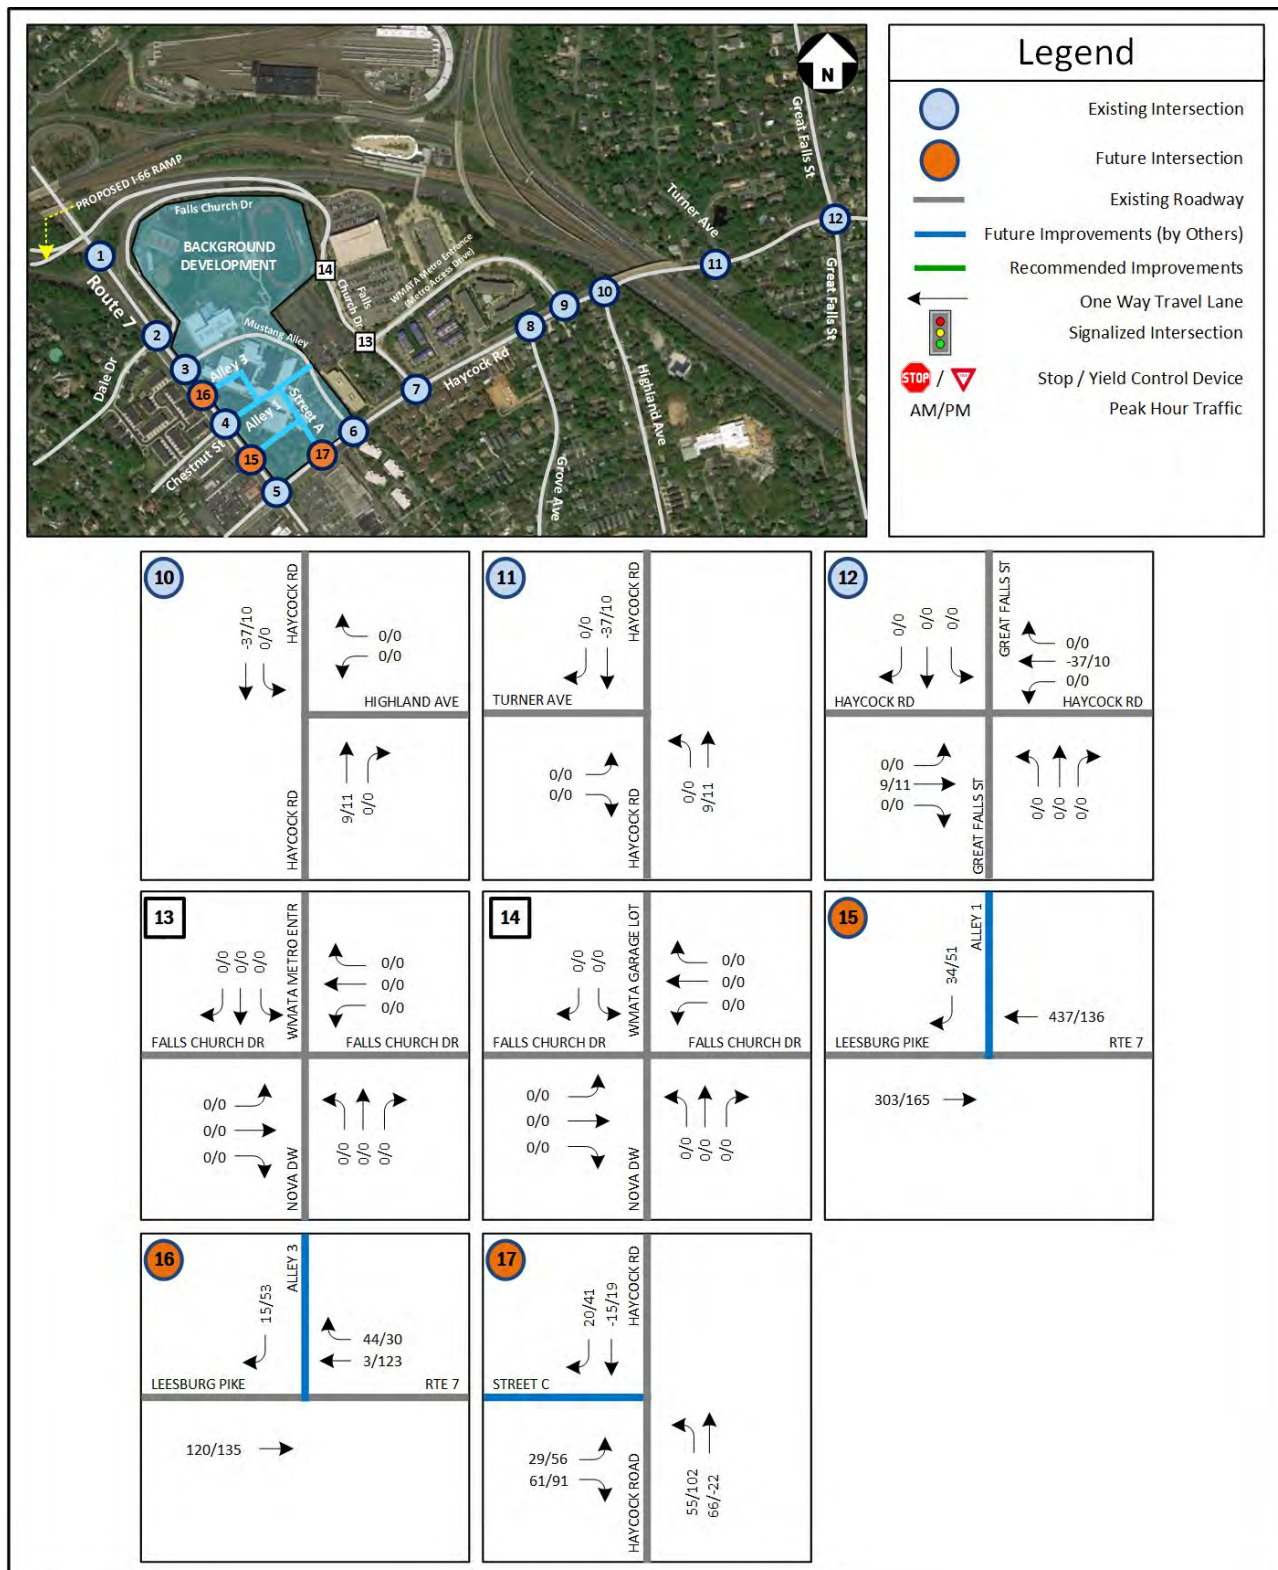 N
PROPOSED I-66 RAMP
Falls Church Dr
BACKGROUND
DEVELOPMENT
Route 7
Dale Dr
Mustang Alley
Alley 3
Alley 1
Street A
Chestnut St
Falls
Church Dr
WMATA Metro Entrance
(Metro Access Drive)
Haycock Rd
Grove Ave
Highland Ave
Turner Ave
Great Falls St
Great Falls St
1
2
3
16
4
15
5
17
6
7
13
14
8
9
10
11
12
Legend
Existing Intersection
Future Intersection
Existing Roadway
Future Improvements (by Others)
Recommended Improvements
One Way Travel Lane
Signalized Intersection
STOP / Stop / Yield Control Device
AM/PM Peak Hour Traffic
10
HAYCOCK RD
-37/10
0/0
0/0
0/0
HIGHLAND AVE
HAYCOCK RD
9/11
0/0
11
HAYCOCK RD
0/0
-37/10
TURNER AVE
0/0
0/0
HAYCOCK RD
0/0
9/11
12
GREAT FALLS ST
0/0
0/0
0/0
0/0
-37/10
0/0
HAYCOCK RD
HAYCOCK RD
0/0
9/11
0/0
GREAT FALLS ST
0/0
0/0
0/0
13
WMATA METRO ENTR
0/0
0/0
0/0
0/0
0/0
0/0
FALLS CHURCH DR
FALLS CHURCH DR
0/0
0/0
0/0
NOVA DW
0/0
0/0
0/0
14
WMATA GARAGE LOT
0/0
0/0
0/0
0/0
0/0
FALLS CHURCH DR
FALLS CHURCH DR
0/0
0/0
0/0
NOVA DW
0/0
0/0
0/0
15
ALLEY 1
34/51
437/136
LEESBURG PIKE
RTE 7
303/165
16
ALLEY 3
15/53
44/30
3/123
LEESBURG PIKE
RTE 7
120/135
17
HAYCOCK RD
20/41
-15/19
STREET C
29/56
61/91
HAYCOCK ROAD
55/102
66/-22